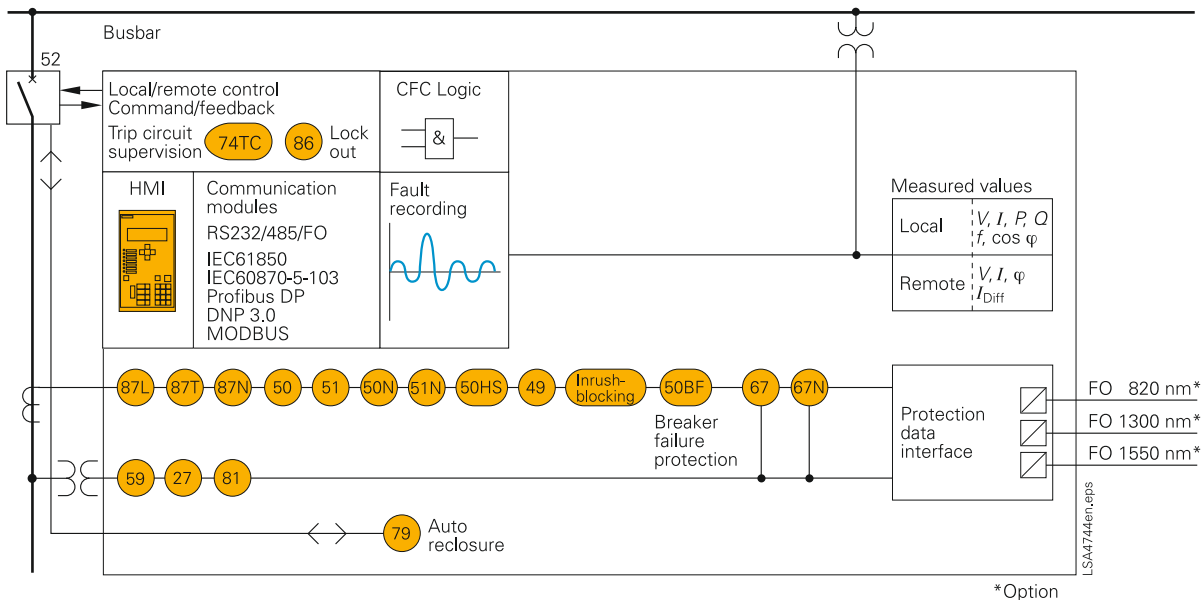 Busbar
52
Local/remote control
Command/feedback
Trip circuit
supervision
74TC
86
Lock
out
CFC Logic
&
HMI
Communication
modules
RS232/485/FO
IEC61850
IEC60870-5-103
Profibus DP
DNP 3.0
MODBUS
Fault
recording
Measured values
Local
V, I, P, Q
f, cos φ
Remote
V, I, φ
IDiff
87L
87T
87N
50
51
50N
51N
50HS
49
Inrush-
blocking
50BF
67
67N
Breaker
failure
protection
Protection
data
interface
FO 820 nm*
FO 1300 nm*
FO 1550 nm*
59
27
81
79
Auto
reclosure
LSA4744en.eps
*Option